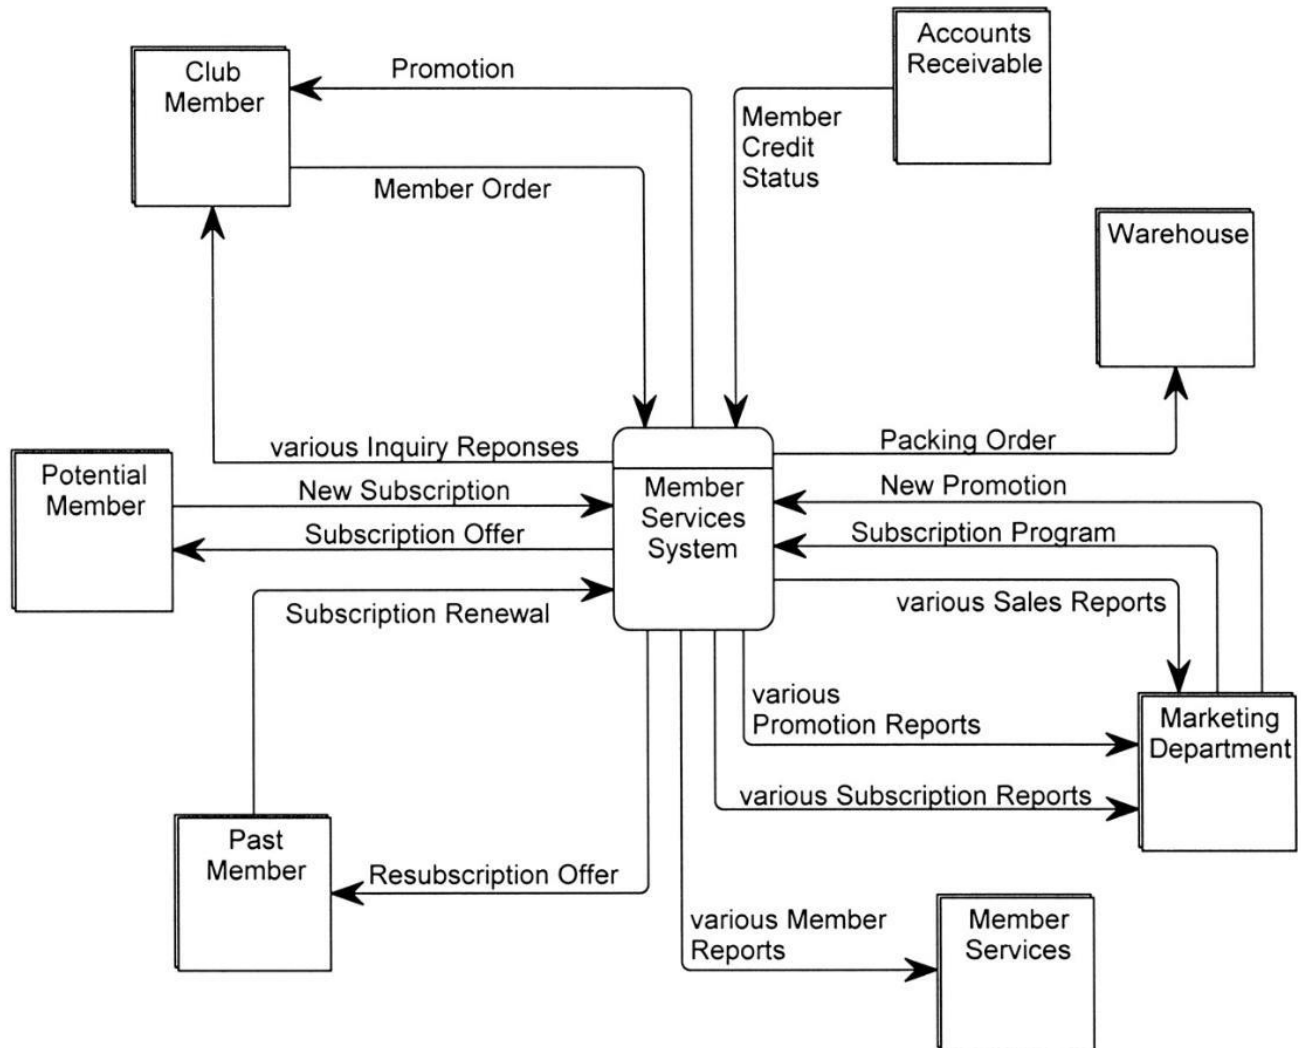 Accounts
Receivable
Club
Member
Promotion
Member
Credit
Status
Member Order
Warehouse
various Inquiry Reponses
Packing Order
Potential
Member
New Subscription
Member
Services
System
New Promotion
Subscription Offer
Subscription Program
Subscription Renewal
various Sales Reports
various
Promotion Reports
Marketing
Department
various Subscription Reports
Past
Member
Resubscription Offer
various Member
Reports
Member
Services